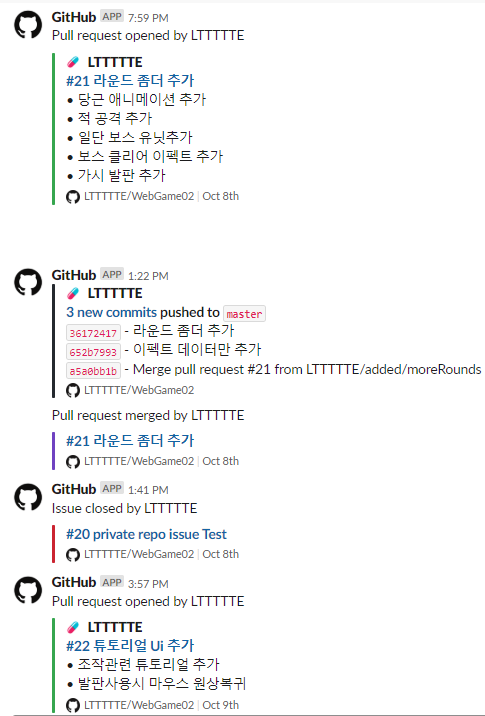 GitHub APP 7:59 PM
Pull request opened by LTTTTTE
LTTTTTE
#21 라운드 좀더 추가
• 당근 애니메이션 추가
• 적 공격 추가
• 일단 보스 유닛추가
• 보스 클리어 이펙트 추가
• 가시 발판 추가
LTTTTTE/WebGame02 | Oct 8th
GitHub APP 1:22 PM
LTTTTTE
3 new commits pushed to master
36172417 - 라운드 좀더 추가
652b7993 - 이펙트 데이터만 추가
a5a0bb1b - Merge pull request #21 from LTTTTTE/added/moreRounds
LTTTTTE/WebGame02
Pull request merged by LTTTTTE
#21 라운드 좀더 추가
LTTTTTE/WebGame02 | Oct 8th
GitHub APP 1:41 PM
Issue closed by LTTTTTE
#20 private repo issue Test
LTTTTTE/WebGame02 | Oct 8th
GitHub APP 3:57 PM
Pull request opened by LTTTTTE
LTTTTTE
#22 튜토리얼 Ui 추가
• 조작관련 튜토리얼 추가
• 발판사용시 마우스 원상복귀
LTTTTTE/WebGame02 | Oct 9th